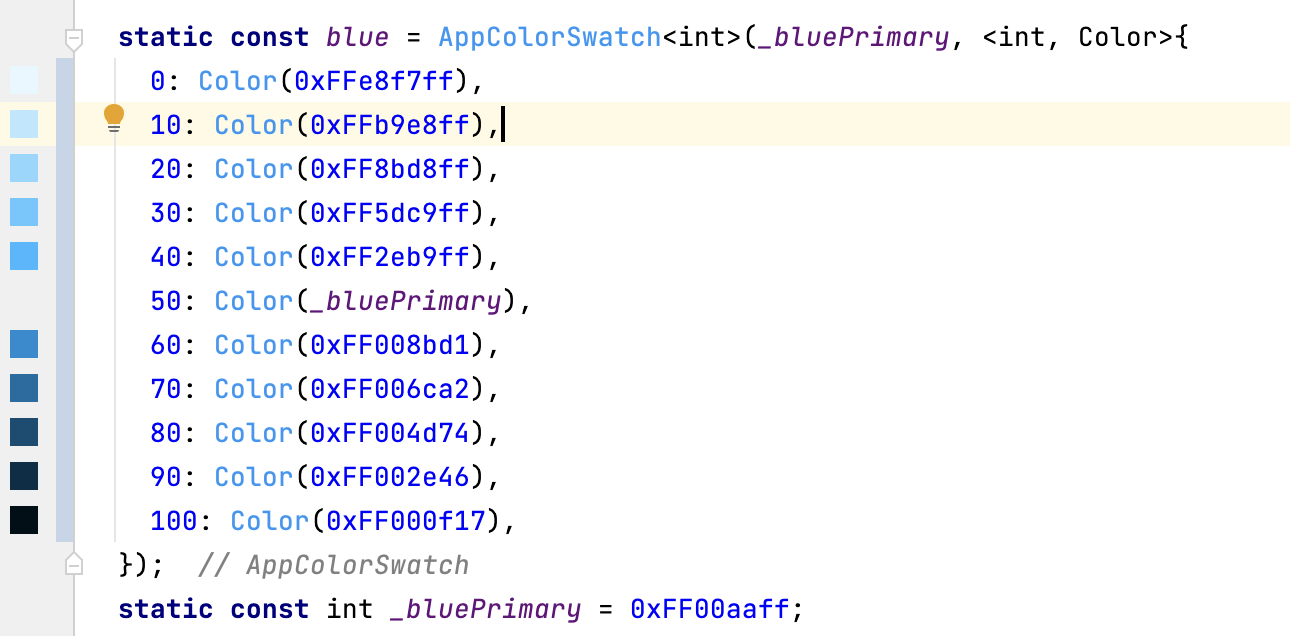 static const blue = AppColorSwatch<int>(_bluePrimary, <int, Color>{
0: Color(0xFFe8f7ff),
10: Color(0xFFb9e8ff),
20: Color(0xFF8bd8ff),
30: Color(0xFF5dc9ff),
40: Color(0xFF2eb9ff),
50: Color(_bluePrimary),
60: Color(0xFF008bd1),
70: Color(0xFF006ca2),
80: Color(0xFF004d74),
90: Color(0xFF002e46),
100: Color(0xFF000f17),
}); // AppColorSwatch
static const int _bluePrimary = 0xFF00aaff;